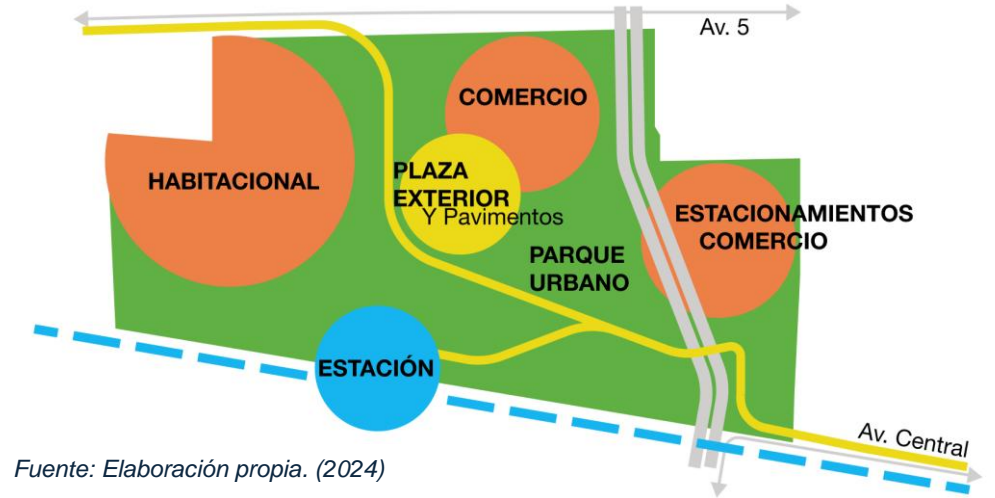 Av. 5
COMERCIO
HABITACIONAL
PLAZA
EXTERIOR
Y Pavimentos
ESTACIONAMIENTOS
COMERCIO
PARQUE
URBANO
ESTACIÓN
Av. Central
Fuente: Elaboración propia. (2024)